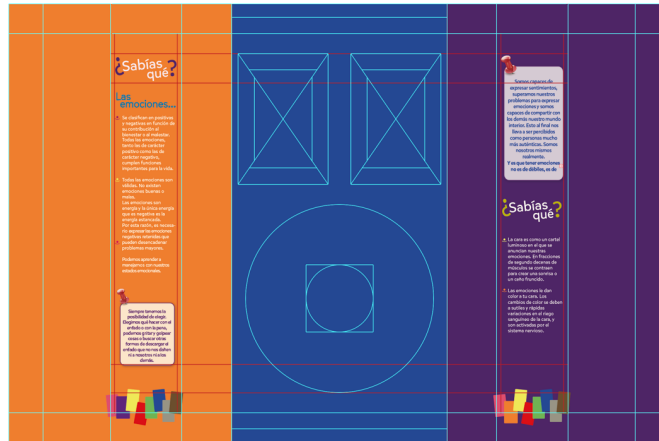 ¿Sabías
qué?
Las
emociones...
Se clasifican en positivas
y negativas en función de
su contribución al
bienestar o al malestar.
Todas las emociones,
tanto las de carácter
positivo como las de
carácter negativo,
cumplen funciones
importantes para la vida.
Todas las emociones son
válidas. No existen
emociones buenas o
malas.
Las emociones son
energía y la única energía
que es negativa es la
energía estancada.
Por esta razón, es necesa-
rio expresar las emociones
negativas retenidas que
pueden desencadenar
problemas mayores.
Podemos aprender a
manejarnos con nuestros
estados emocionales.
Siempre tenemos la
posibilidad de elegir.
Elegimos qué hacer con el
enfado o con la pena,
podemos gritar y golpear
cosas o buscar otras
formas de descargar el
enfado que no nos dañen
ni a nosotros ni a los
demás.
Somos capaces de
expresar sentimientos,
superamos nuestros
problemas para expresar
emociones y somos
capaces de compartir con
los demás nuestro mundo
interior. Esto al final nos
lleva a ser percibidos
como personas mucho
más auténticas. Somos
nosotros mismos
realmente.
Y es que tener emociones
no es de débiles, es de
¿Sabías
qué?
La cara es como un cartel
luminoso en el que se
anuncian nuestras
emociones. En fracciones
de segundo decenas de
músculos se contraen
para crear una sonrisa o
un ceño fruncido.
Las emociones le dan
color a tu cara. Los
cambios de color se deben
a sutiles y rápidas
variaciones en el riego
sanguíneo de la cara, y
son activadas por el
sistema nervioso.